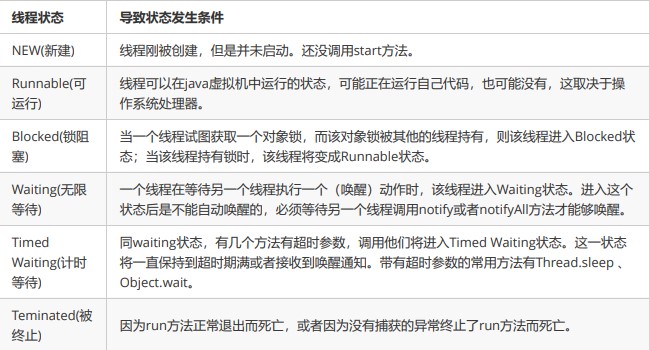 线程状态
导致状态发生条件
NEW(新建)
线程刚被创建，但是并未启动。还没调用start方法。
Runnable(可
运行)
线程可以在java虚拟机中运行的状态，可能正在运行自己代码，也可能没有，这取决于操
作系统处理器。
Blocked(锁阻
塞)
当一个线程试图获取一个对象锁，而该对象锁被其他的线程持有，则该线程进入Blocked状
态；当该线程持有锁时，该线程将变成Runnable状态。
Waiting(无限
等待)
一个线程在等待另一个线程执行一个（唤醒）动作时，该线程进入Waiting状态。进入这个
状态后是不能自动唤醒的，必须等待另一个线程调用notify或者notifyAll方法才能够唤醒。
Timed
Waiting(计时
等待)
同waiting状态，有几个方法有超时参数，调用他们将进入Timed Waiting状态。这一状态
将一直保持到超时期满或者接收到唤醒通知。带有超时参数的常用方法有Thread.sleep 、
Object.wait。
Teminated(被
终止)
因为run方法正常退出而死亡，或者因为没有捕获的异常终止了run方法而死亡。